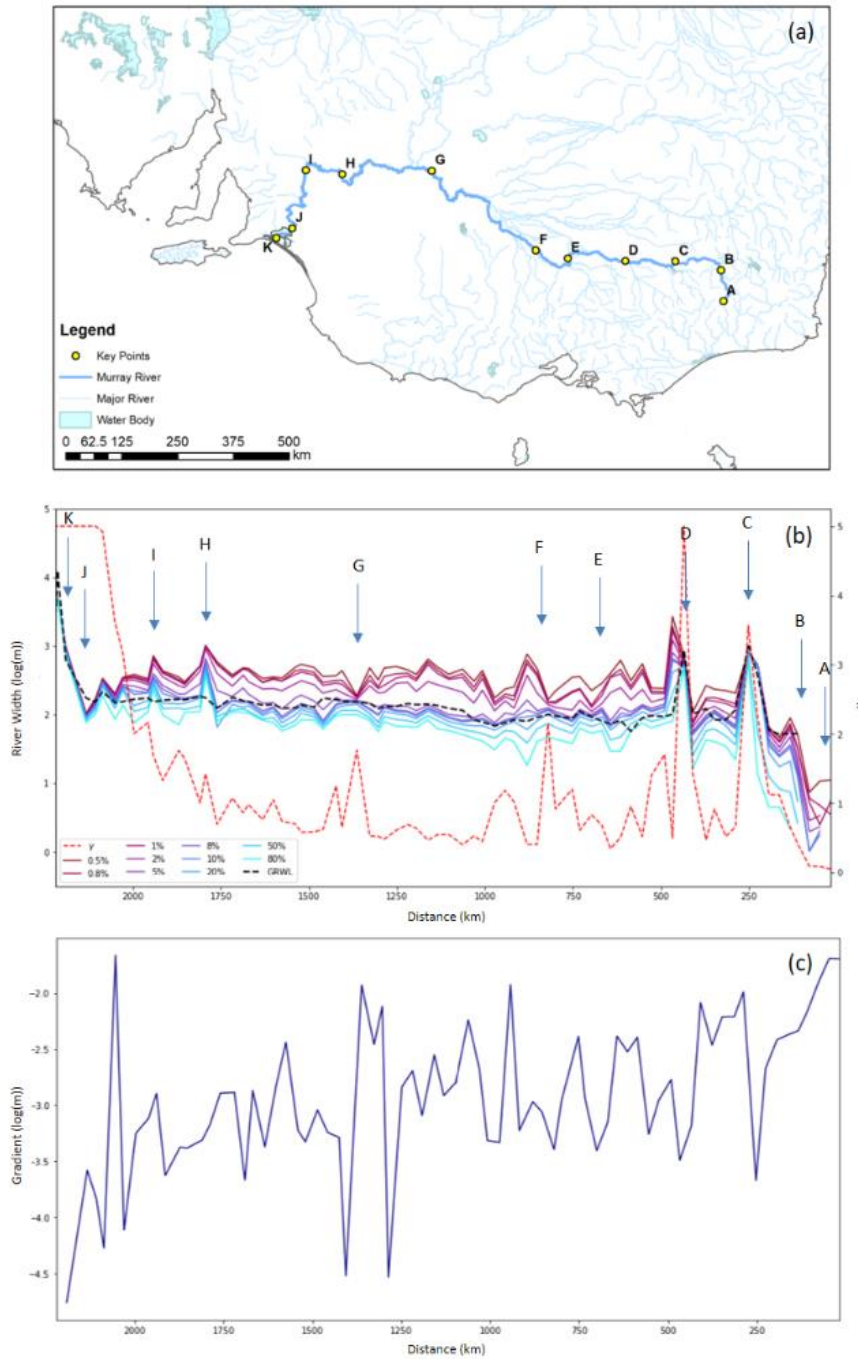 (a)
I
H
G
J
K
F
E
D
C
B
A
Legend
Key Points
Murray River
Major River
Water Body
0 62.5 125 250 375 500
km
(b)
K
J
I
H
G
F
E
D
C
B
A
River Width (log(m))
5
4
3
2
1
0
5
4
3
2
1
0
γ 1% 8% 50%
0.5% 2% 10% 80%
0.8% 5% 20% GRWL
2000 1750 1500 1250 1000 750 500 250
Distance (km)
(c)
Gradient (log(m))
−2.0
−2.5
−3.0
−3.5
−4.0
−4.5
2000 1750 1500 1250 1000 750 500 250
Distance (km)